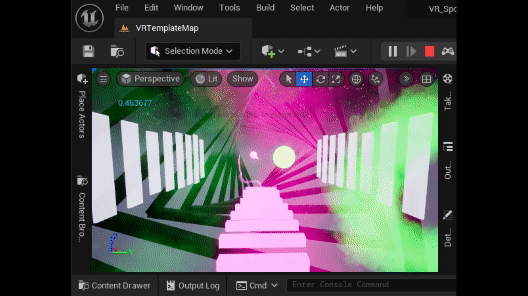 File Edit Window Tools Build Select Actor Help VR_Spo
VRTemplateMap
Selection Mode
Perspective Lit Show
0.463677
Place Actors
Content Bro...
Tak...
Out...
Det...
Content Drawer Output Log Cmd Enter Console Command